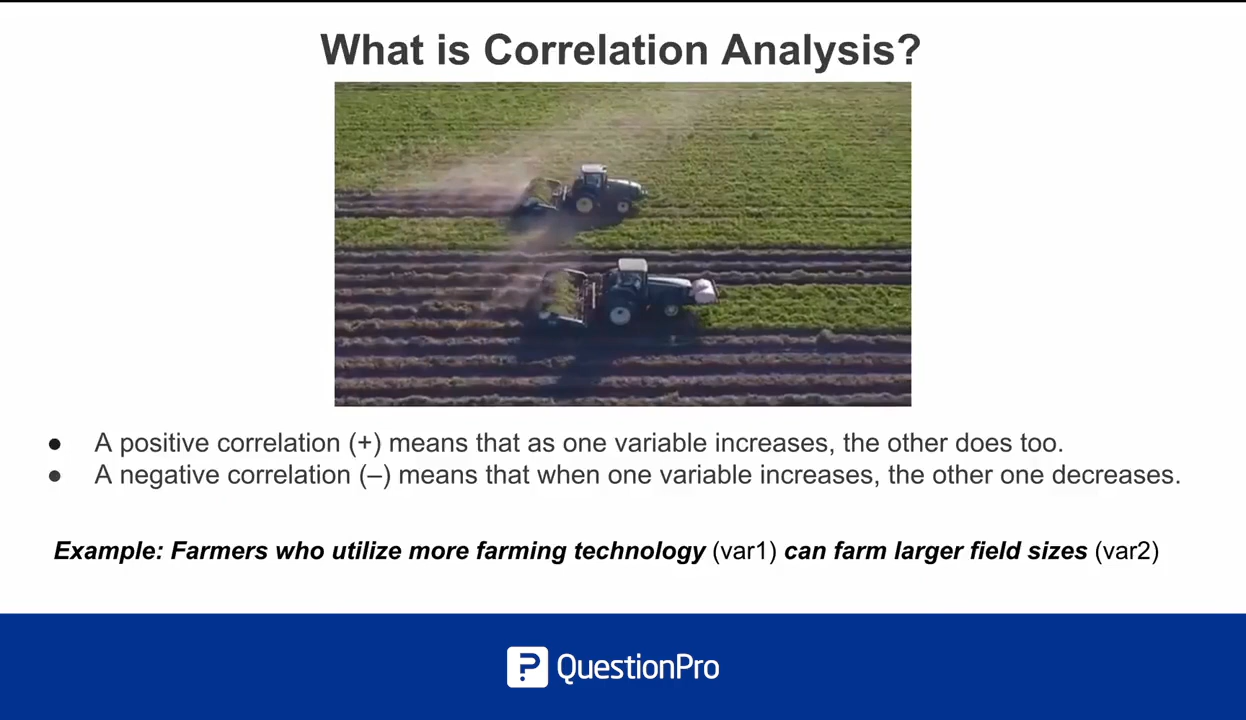 What is Correlation Analysis?
● A positive correlation (+) means that as one variable increases, the other does too.
● A negative correlation (–) means that when one variable increases, the other one decreases.
Example: Farmers who utilize more farming technology (var1) can farm larger field sizes (var2)
QuestionPro